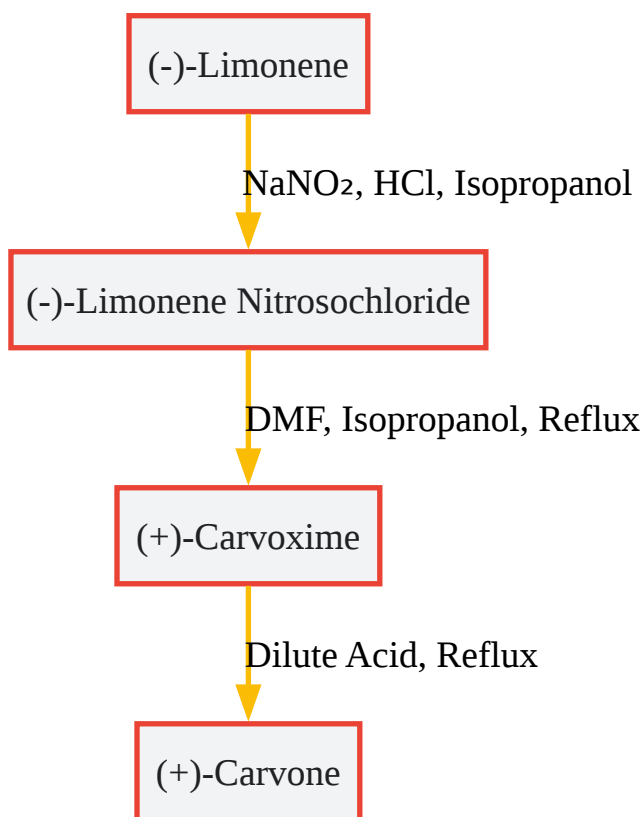 (-)-Limonene
NaNO₂, HCl, Isopropanol
(-)-Limonene Nitrosochloride
DMF, Isopropanol, Reflux
(+)-Carvoxime
Dilute Acid, Reflux
(+)-Carvone